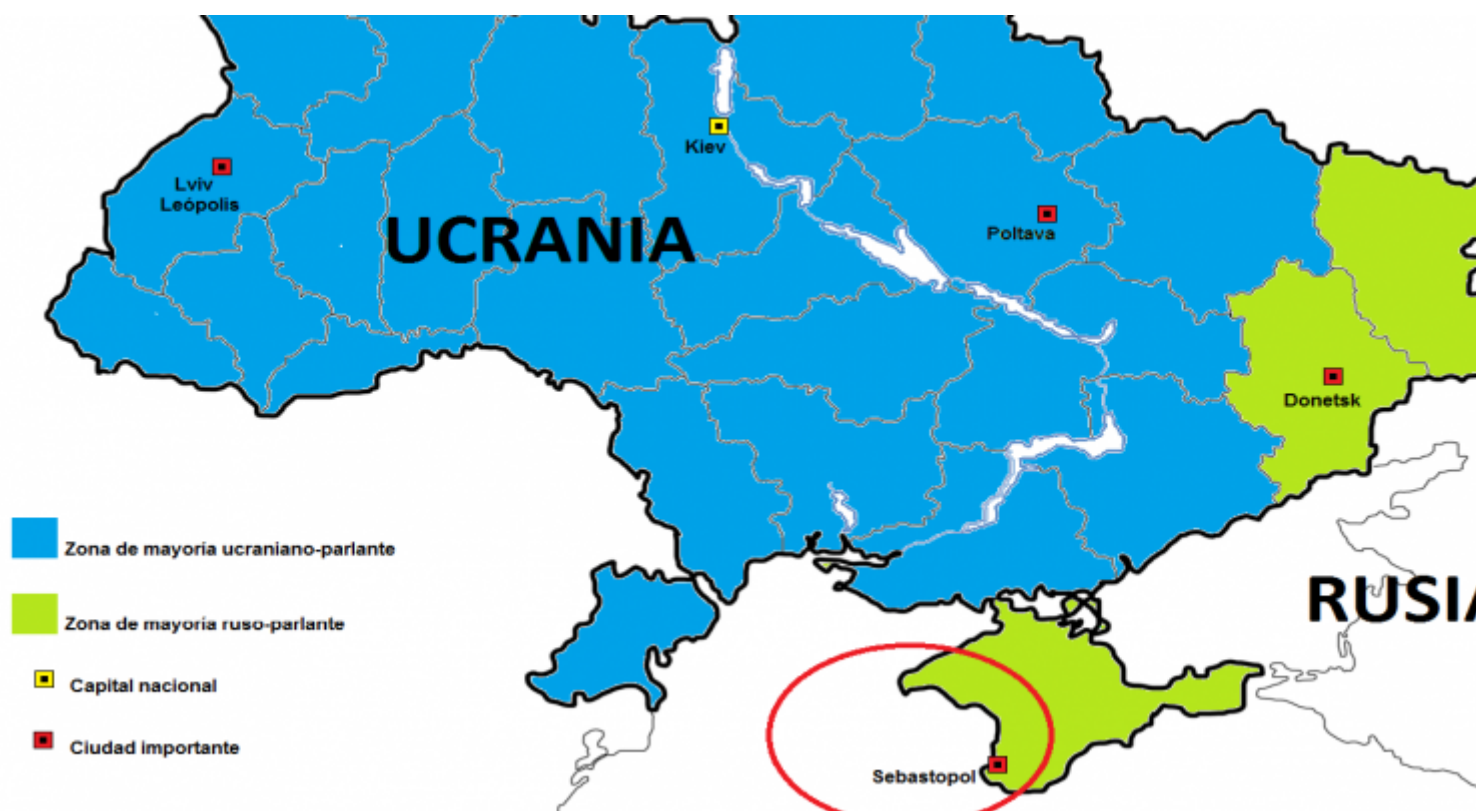 Kiev
Lviv
Leópolis
UCRANIA
Poltava
Donetsk
Zona de mayoría ucraniano-parlante
RUSIA
Zona de mayoría ruso-parlante
Capital nacional
Ciudad importante
Sebastopol